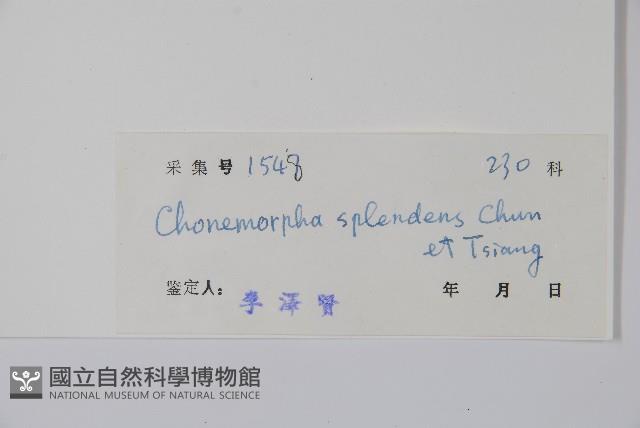 采集号 1548 230 科
Chonemorpha splendens Chun
et Tsiang
鉴定人: 李泽贤 年 月 日
國立自然科學博物館
NATIONAL MUSEUM OF NATURAL SCIENCE